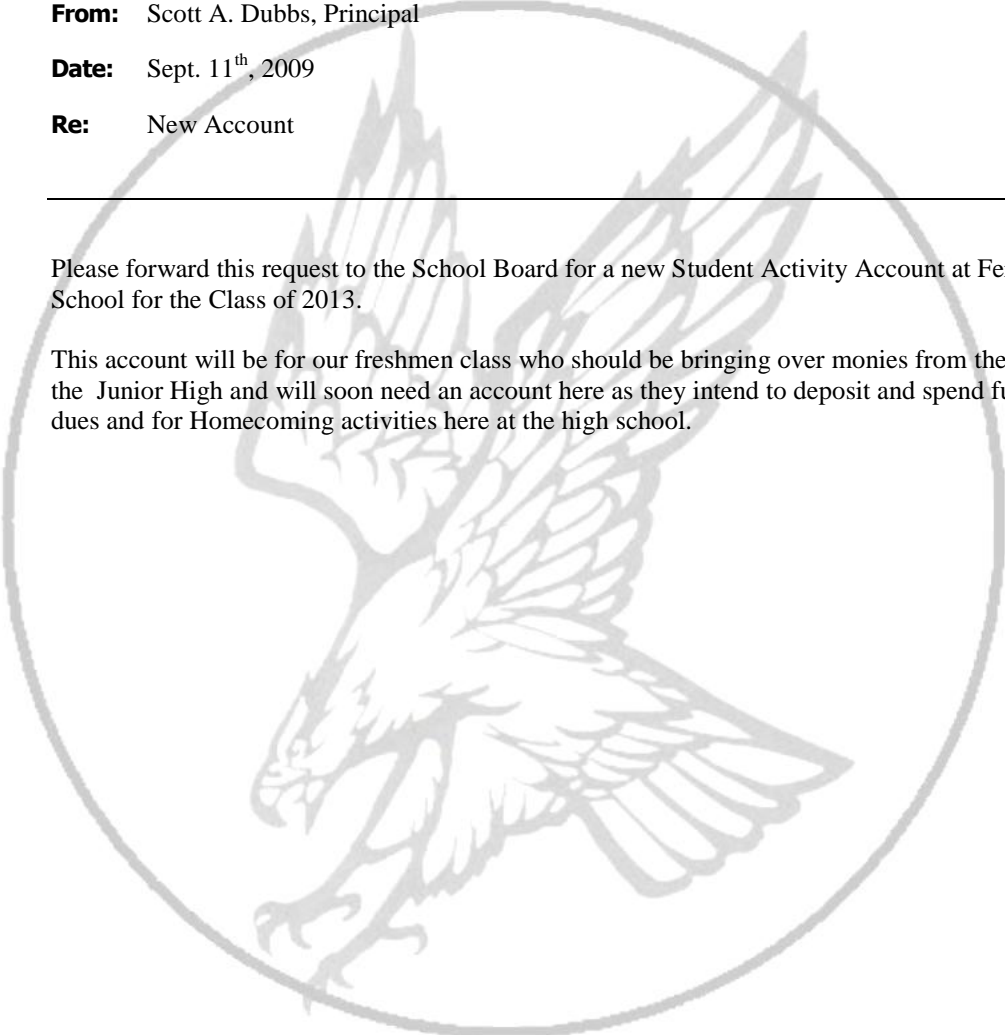 From: Scott A. Dubbs, Principal
Date: Sept. 11th, 2009
Re: New Account
Please forward this request to the School Board for a new Student Activity Account at Fe
School for the Class of 2013.
This account will be for our freshmen class who should be bringing over monies from the
the Junior High and will soon need an account here as they intend to deposit and spend fu
dues and for Homecoming activities here at the high school.